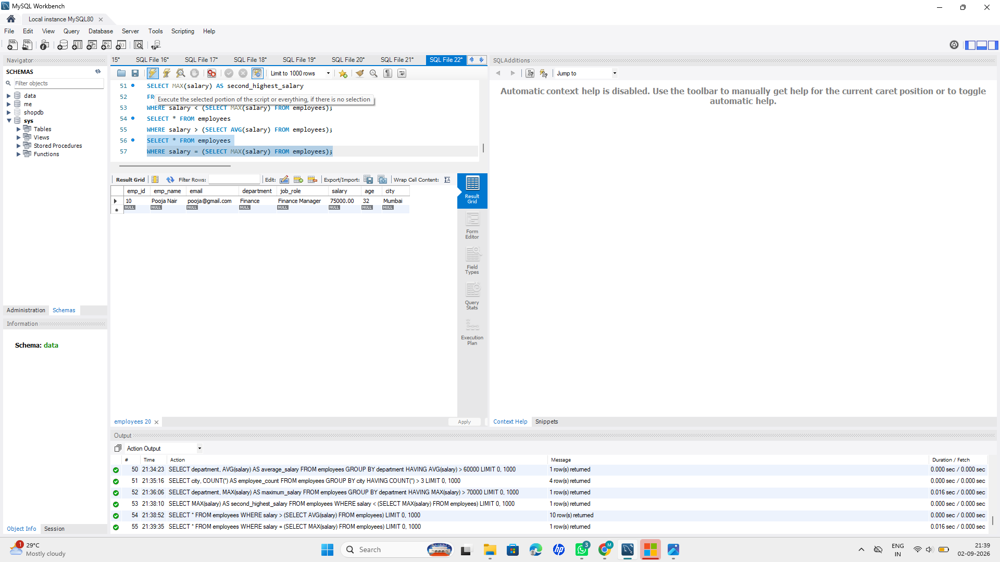 MySQL Workbench
Local instance MySQL80
File Edit View Query Database Server Tools Scripting Help
Navigator
SCHEMAS
Filter objects
data
me
shopdb
sys
Tables
Views
Stored Procedures
Functions
Administration Schemas
Information
Schema: data
Object Info Session
15* SQL File 16* SQL File 17* SQL File 18* SQL File 19* SQL File 20* SQL File 21* SQL File 22*
Limit to 1000 rows
51 SELECT MAX(salary) AS second_highest_salary
52 FR
Execute the selected portion of the script or everything, if there is no selection
53 WHERE salary < (SELECT MAX(salary) FROM employees);
54 SELECT * FROM employees
55 WHERE salary > (SELECT AVG(salary) FROM employees);
56 SELECT * FROM employees
57 WHERE salary = (SELECT MAX(salary) FROM employees);
Result Grid Filter Rows: Edit: Export/Import: Wrap Cell Content:
emp_id emp_name email department job_role salary age city
10 Pooja Nair pooja@gmail.com Finance Finance Manager 75000.00 32 Mumbai
NULL NULL NULL NULL NULL NULL NULL NULL
Result Grid
Form Editor
Field Types
Query Stats
Execution Plan
employees 20
Apply
SQLAdditions
Jump to
Automatic context help is disabled. Use the toolbar to manually get help for the current caret position or to toggle
automatic help.
Context Help Snippets
Output
Action Output
# Time Action Message Duration / Fetch
50 21:34:23 SELECT department, AVG(salary) AS average_salary FROM employees GROUP BY department HAVING AVG(salary) > 60000 LIMIT 0, 1000 1 row(s) returned 0.000 sec / 0.000 sec
51 21:35:16 SELECT city, COUNT(*) AS employee_count FROM employees GROUP BY city HAVING COUNT(*) > 3 LIMIT 0, 1000 4 row(s) returned 0.000 sec / 0.000 sec
52 21:36:06 SELECT department, MAX(salary) AS maximum_salary FROM employees GROUP BY department HAVING MAX(salary) > 70000 LIMIT 0, 1000 1 row(s) returned 0.016 sec / 0.000 sec
53 21:38:10 SELECT MAX(salary) AS second_highest_salary FROM employees WHERE salary < (SELECT MAX(salary) FROM employees) LIMIT 0, 1000 1 row(s) returned 0.000 sec / 0.000 sec
54 21:38:52 SELECT * FROM employees WHERE salary > (SELECT AVG(salary) FROM employees) LIMIT 0, 1000 10 row(s) returned 0.000 sec / 0.000 sec
55 21:39:35 SELECT * FROM employees WHERE salary = (SELECT MAX(salary) FROM employees) LIMIT 0, 1000 1 row(s) returned 0.016 sec / 0.000 sec
1
29°C
Mostly cloudy
Search
hp
3
M
ENG
IN
21:39
02-09-2026